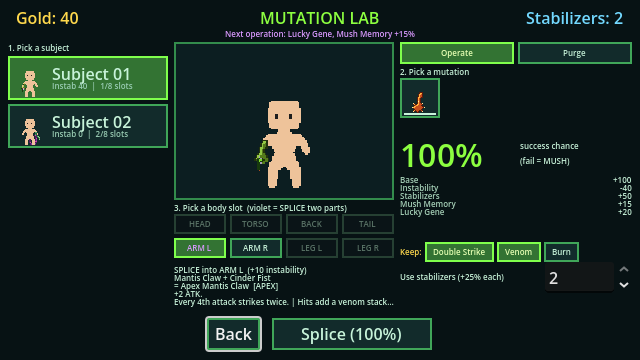 Gold: 40
MUTATION LAB
Stabilizers: 2
Next operation: Lucky Gene, Mush Memory +15%
1. Pick a subject
Subject 01
Instab 40 | 1/8 slots
Subject 02
Instab 0 | 2/8 slots
Operate
Purge
2. Pick a mutation
100%
success chance
(fail = MUSH)
Base +100
Instability -40
Stabilizers +50
Mush Memory +15
Lucky Gene +20
3. Pick a body slot (violet = SPLICE two parts)
HEAD
TORSO
BACK
TAIL
ARM L
ARM R
LEG L
LEG R
Keep:
Double Strike
Venom
Burn
SPLICE into ARM L (+10 instability)
Mantis Claw + Cinder Fist
= Apex Mantis Claw [APEX]
+2 ATK.
Every 4th attack strikes twice. | Hits add a venom stack...
Use stabilizers (+25% each)
2
Back
Splice (100%)